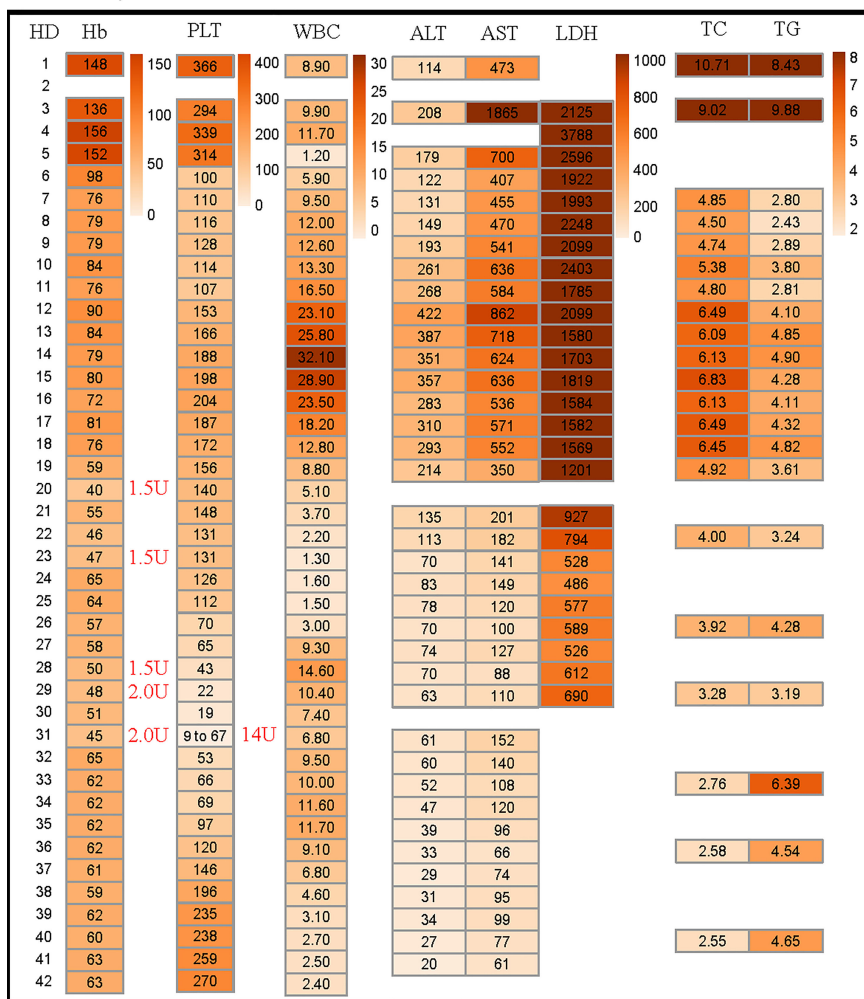 HD Hb PLT WBC ALT AST LDH TC TG
1 148 150 366 400 8.90 30 114 473 1000 10.71 8.43 8
2 25 7
3 136 100 294 300 9.90 20 208 1865 2125 800 9.02 9.88 6
4 156 339 11.70 3788
5 152 50 314 200 1.20 15 179 700 2596 600 5
6 98 100 100 5.90 10 122 407 1922 400 4
7 76 0 110 0 9.50 5 131 455 1993 200 4.85 2.80 3
8 79 116 12.00 0 149 470 2248 0 4.50 2.43 2
9 79 128 12.60 193 541 2099 4.74 2.89
10 84 114 13.30 261 636 2403 5.38 3.80
11 76 107 16.50 268 584 1785 4.80 2.81
12 90 153 23.10 422 862 2099 6.49 4.10
13 84 166 25.80 387 718 1580 6.09 4.85
14 79 188 32.10 351 624 1703 6.13 4.90
15 80 198 28.90 357 636 1819 6.83 4.28
16 72 204 23.50 283 536 1584 6.13 4.11
17 81 187 18.20 310 571 1582 6.49 4.32
18 76 172 12.80 293 552 1569 6.45 4.82
19 59 156 8.80 214 350 1201 4.92 3.61
20 40 1.5U 140 5.10
21 55 148 3.70 135 201 927
22 46 131 2.20 113 182 794 4.00 3.24
23 47 1.5U 131 1.30 70 141 528
24 65 126 1.60 83 149 486
25 64 112 1.50 78 120 577
26 57 70 3.00 70 100 589 3.92 4.28
27 58 65 9.30 74 127 526
28 50 1.5U 43 14.60 70 88 612
29 48 2.0U 22 10.40 63 110 690 3.28 3.19
30 51 19 7.40
31 45 2.0U 9 to 67 14U 6.80 61 152
32 65 53 9.50 60 140
33 62 66 10.00 52 108 2.76 6.39
34 62 69 11.60 47 120
35 62 97 11.70 39 96
36 62 120 9.10 33 66 2.58 4.54
37 61 146 6.80 29 74
38 59 196 4.60 31 95
39 62 235 3.10 34 99
40 60 238 2.70 27 77 2.55 4.65
41 63 259 2.50 20 61
42 63 270 2.40